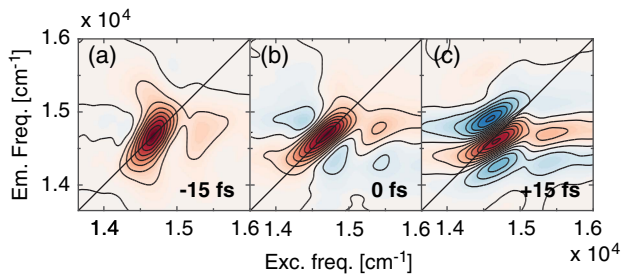 x 10⁴
1.6
1.5
1.4
Em. Freq. [cm⁻¹]
(a) (b) (c)
-15 fs 0 fs +15 fs
1.4 1.5 1.6 1.4 1.5 1.6 1.4 1.5 1.6
Exc. freq. [cm⁻¹]
x 10⁴